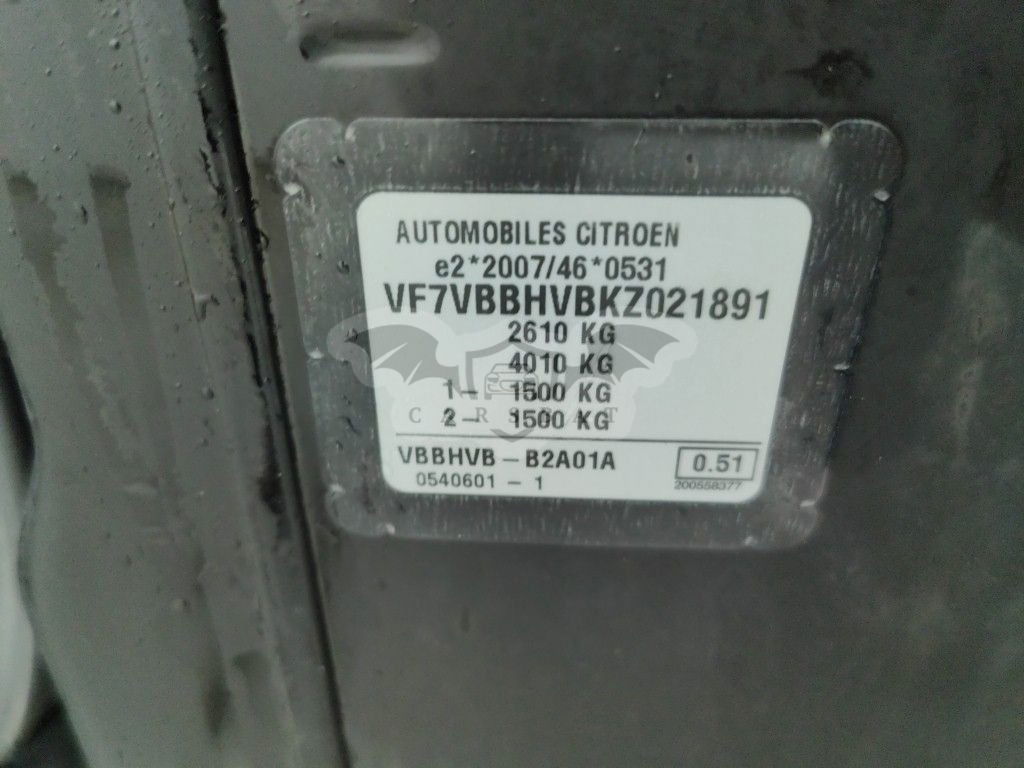 AUTOMOBILES CITROEN
e2*2007/46*0531
VF7VBBHVBKZ021891
2610 KG
4010 KG
1- 1500 KG
2- 1500 KG
VBBHVB-B2A01A 0.51
0540601-1 200558377